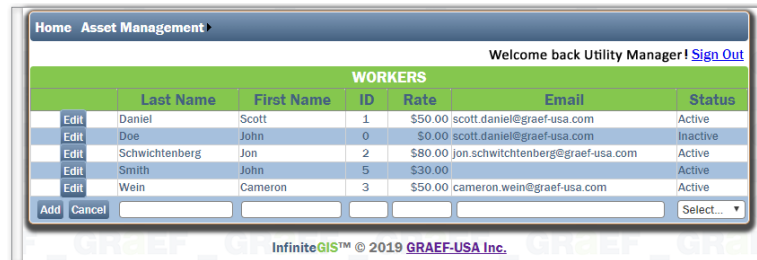 Home Asset Management
Welcome back Utility Manager! Sign Out
WORKERS
Last Name First Name ID Rate Email Status
Edit Daniel Scott 1 $50.00 scott.daniel@graef-usa.com Active
Edit Doe John 0 $0.00 scott.daniel@graef-usa.com Inactive
Edit Schwichtenberg Jon 2 $80.00 jon.schwitchtenberg@graef-usa.com Active
Edit Smith John 5 $30.00 Active
Edit Wein Cameron 3 $50.00 cameron.wein@graef-usa.com Active
Add Cancel Select...
InfiniteGIS™ © 2019 GRAEF-USA Inc.